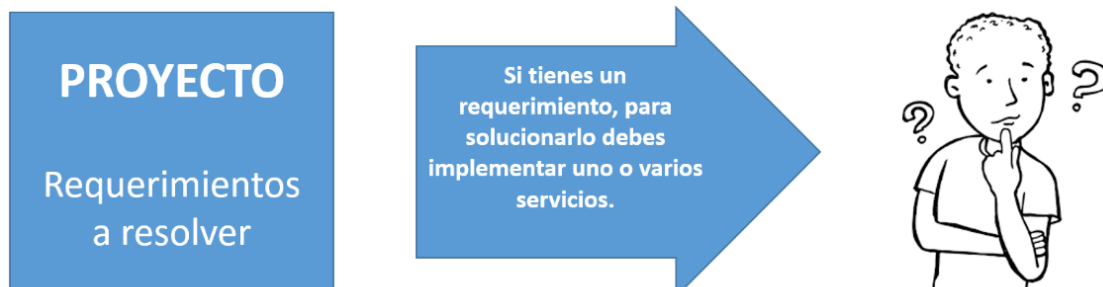 PROYECTO
Requerimientos
a resolver
Si tienes un
requerimiento, para
solucionarlo debes
implementar uno o varios
servicios.
?
?